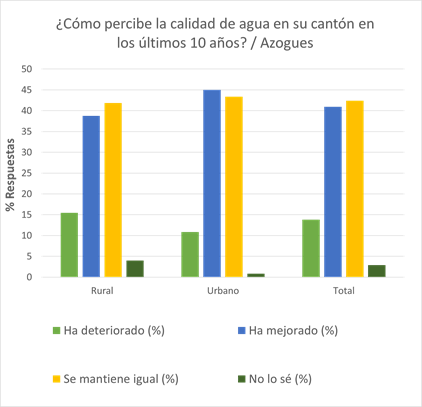 ¿Cómo percibe la calidad de agua en su cantón en
los últimos 10 años? / Azogues
50
45
40
35
30
25
20
15
10
5
0
% Respuestas
Rural Urbano Total
Ha deteriorado (%) Ha mejorado (%)
Se mantiene igual (%) No lo sé (%)